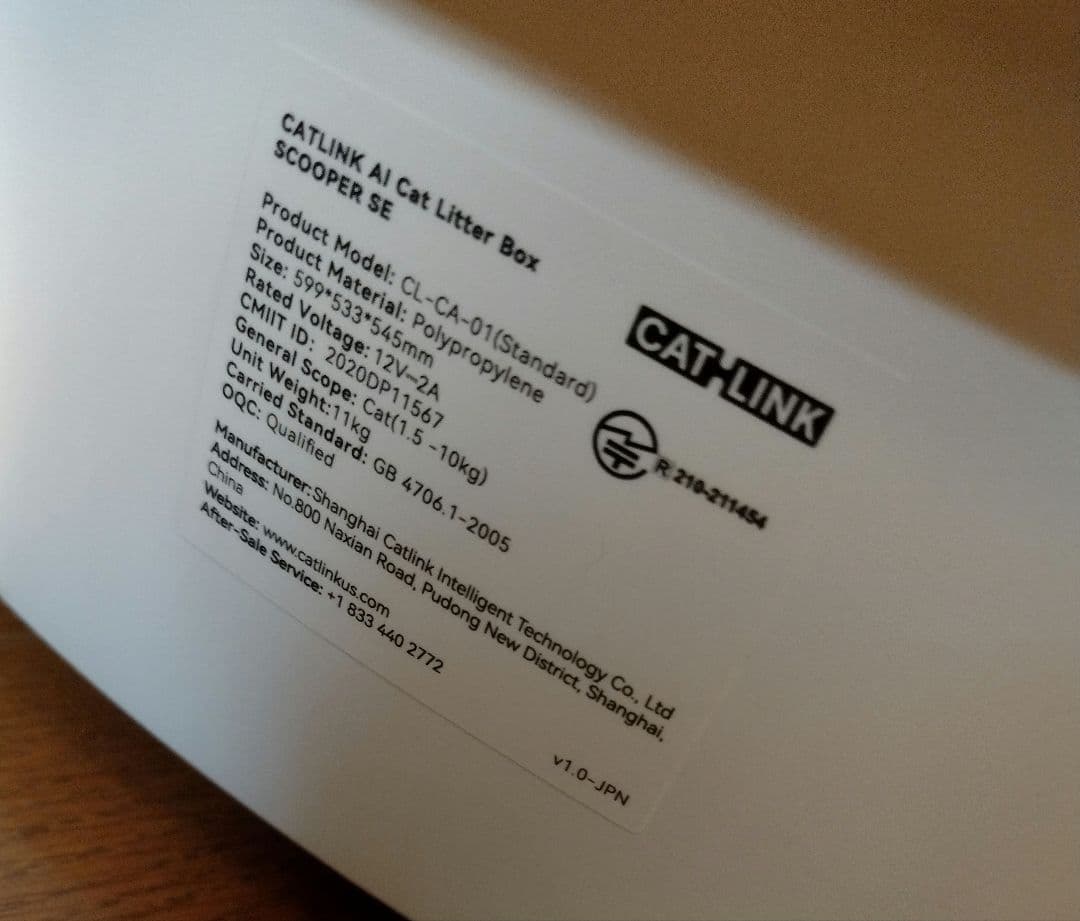 CATLINK AI Cat Litter Box
SCOOPER SE
Product Model: CL-CA-01(Standard)
Product Material: Polypropylene
Size: 599*533*545mm
Rated Voltage: 12V⎓2A
CMIIT ID: 2020DP11567
General Scope: Cat(1.5 -10kg)
Unit Weight:11kg
Carried Standard: GB 4706.1-2005
OQC: Qualified
Manufacturer:Shanghai Catlink Intelligent Technology Co., Ltd
Address: No.800 Naxian Road, Pudong New District, Shanghai,
China
Website: www.catlinkus.com
After-Sale Service: +1 833 440 2772
CATLINK
R 210-211454
v1.0-JPN